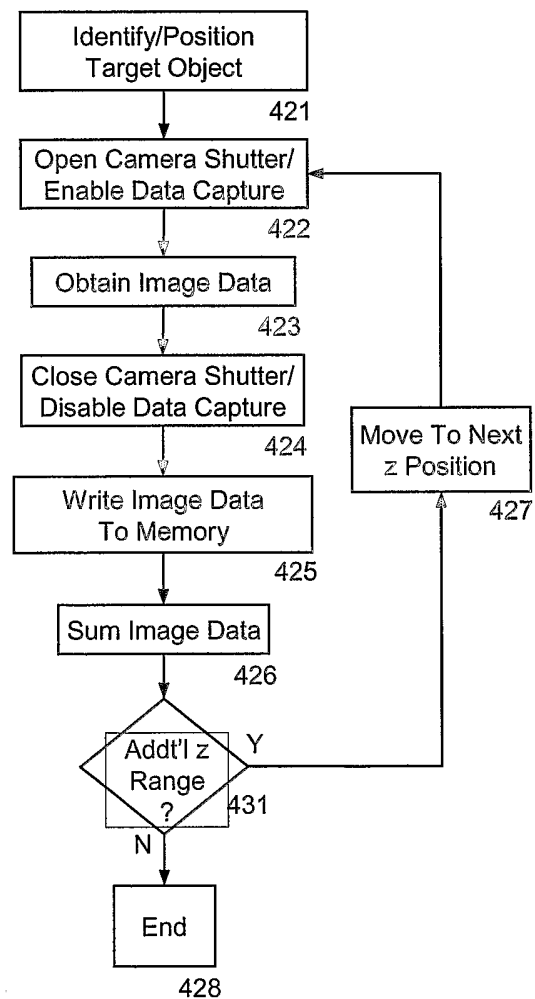 Identify/Position
Target Object
421
Open Camera Shutter/
Enable Data Capture
422
Obtain Image Data
423
Close Camera Shutter/
Disable Data Capture
424
Move To Next
z Position
427
Write Image Data
To Memory
425
Sum Image Data
426
Addt'l z
Range
?
431
Y
N
End
428